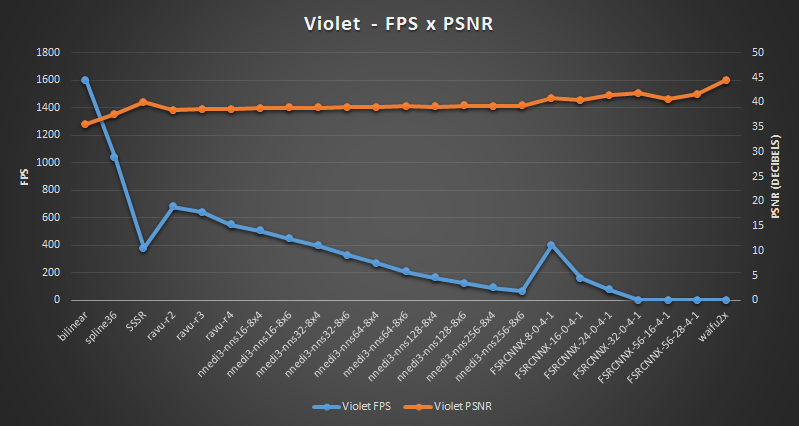 Violet - FPS x PSNR
1800
1600
1400
1200
1000
800
600
400
200
0
FPS
50
45
40
35
30
25
20
15
10
5
0
PSNR (DECIBELS)
bilinear
spline36
SSSR
ravu-r2
ravu-r3
ravu-r4
nnedi3-nns16-8x4
nnedi3-nns16-8x6
nnedi3-nns32-8x4
nnedi3-nns32-8x6
nnedi3-nns64-8x4
nnedi3-nns64-8x6
nnedi3-nns128-8x4
nnedi3-nns128-8x6
nnedi3-nns256-8x4
nnedi3-nns256-8x6
FSRCNNX-8-0-4-1
FSRCNNX-16-0-4-1
FSRCNNX-24-0-4-1
FSRCNNX-32-0-4-1
FSRCNNX-56-16-4-1
FSRCNNX-56-28-4-1
waifu2x
Violet FPS
Violet PSNR